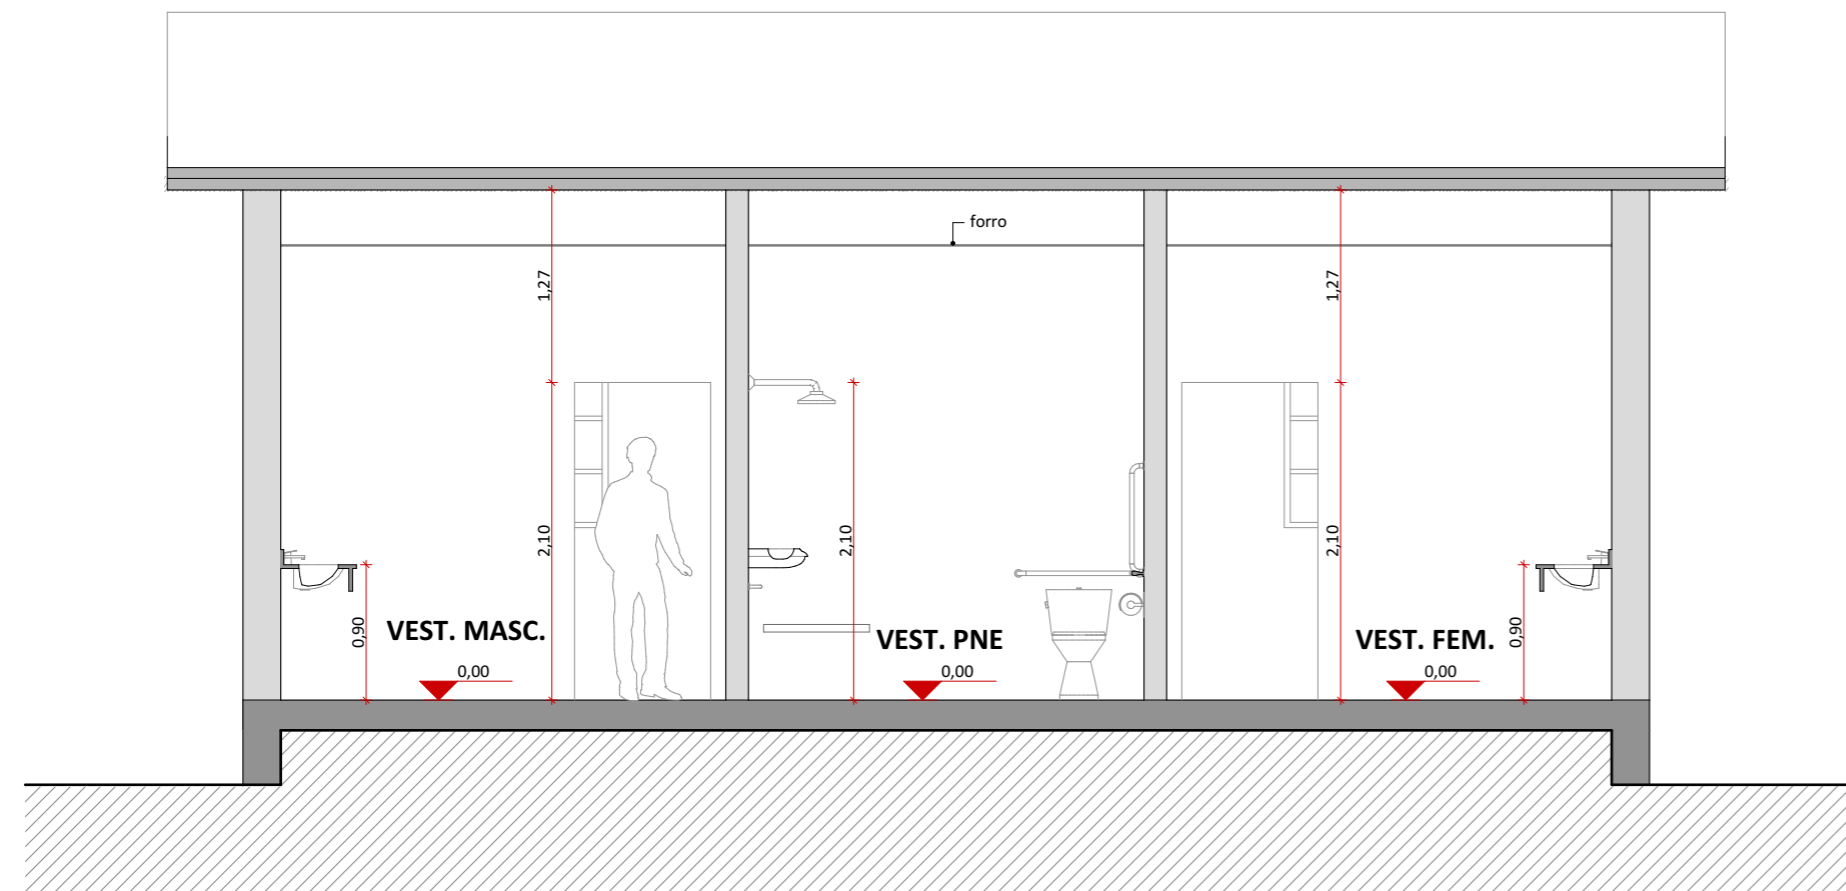 forro
1,27
1,27
2,10
2,10
2,10
0,90
0,90
VEST. MASC.
0,00
VEST. PNE
0,00
VEST. FEM.
0,00